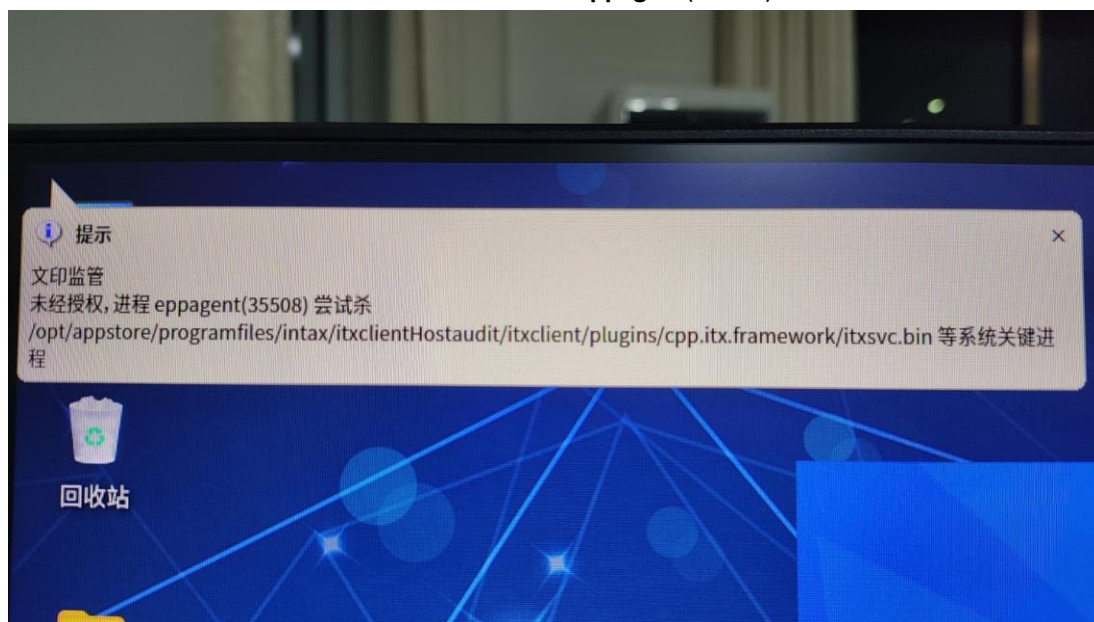 提示
文印监管
未经授权, 进程 eppagent(35508) 尝试杀
/opt/appstore/programfiles/intax/itxclientHostaudit/itxclient/plugins/cpp.itx.framework/itxsvc.bin 等系统关键进
程
回收站